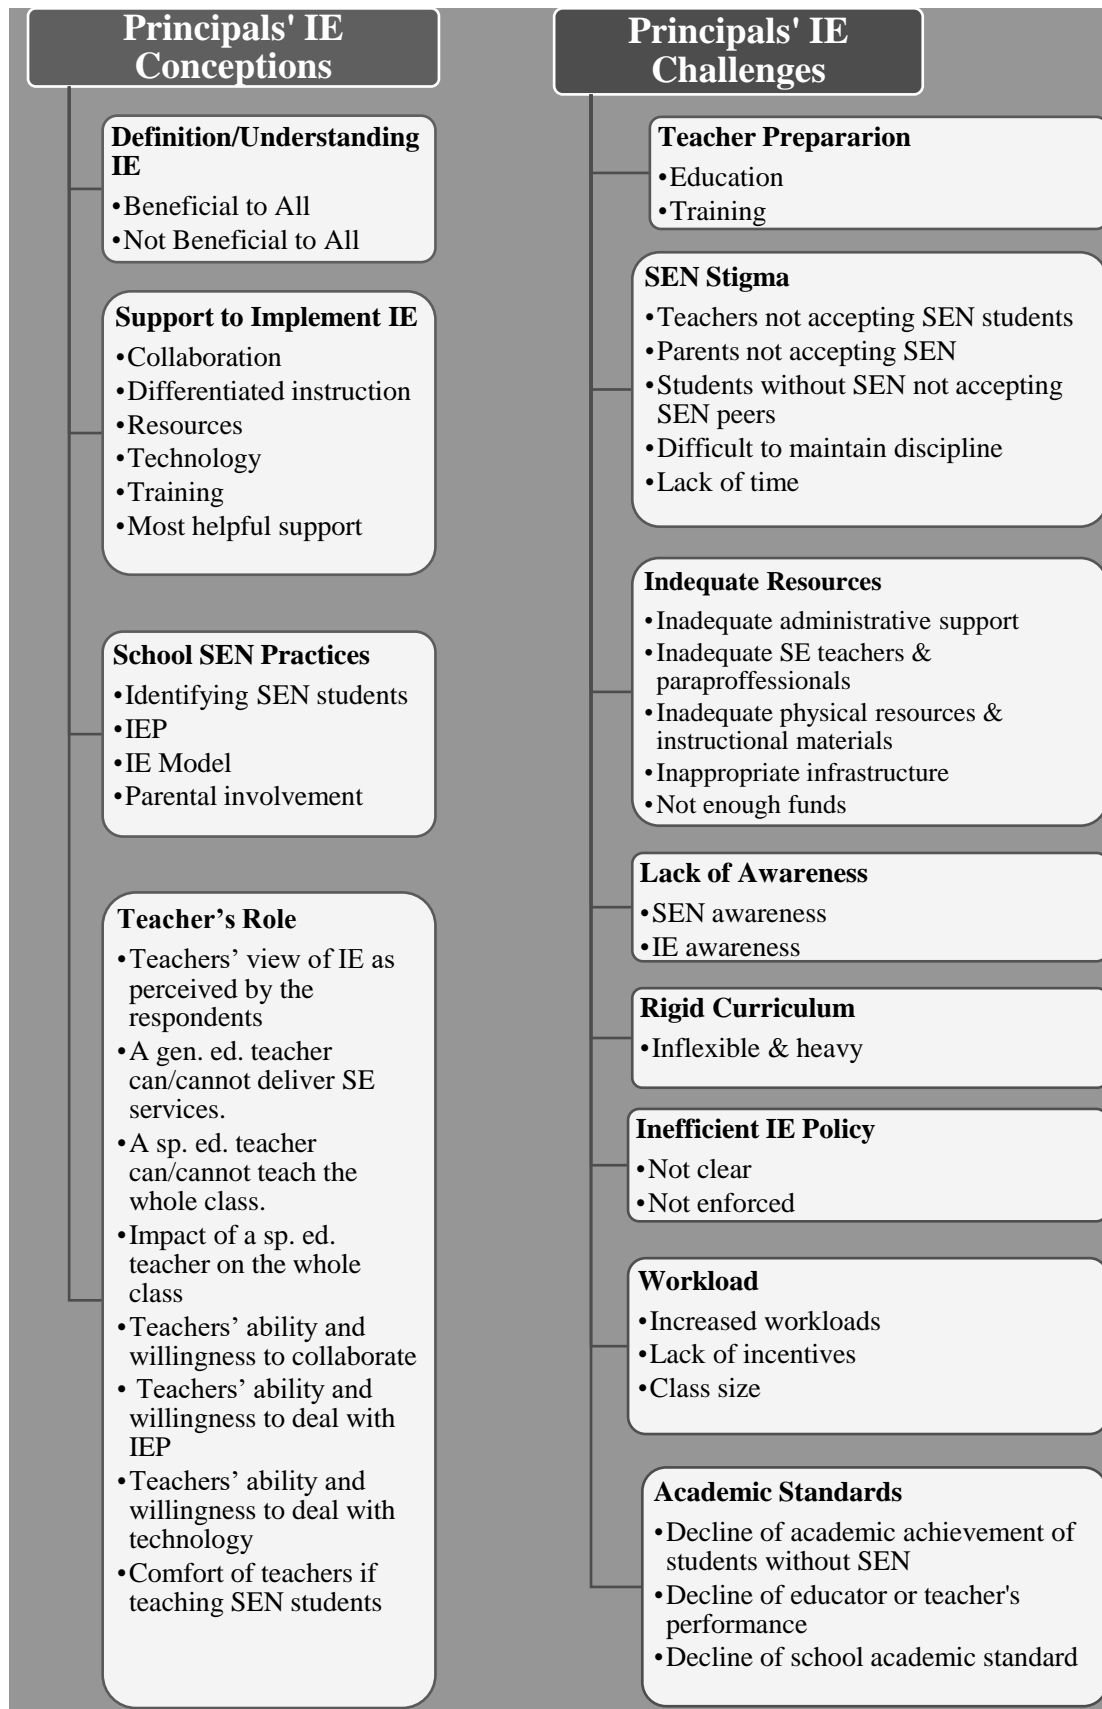 Principals' IE
Conceptions
Definition/Understanding
IE
•Beneficial to All
•Not Beneficial to All
Support to Implement IE
•Collaboration
•Differentiated instruction
•Resources
•Technology
•Training
•Most helpful support
School SEN Practices
•Identifying SEN students
•IEP
•IE Model
•Parental involvement
Teacher’s Role
•Teachers’ view of IE as
perceived by the
respondents
•A gen. ed. teacher
can/cannot deliver SE
services.
•A sp. ed. teacher
can/cannot teach the
whole class.
•Impact of a sp. ed.
teacher on the whole
class
•Teachers’ ability and
willingness to collaborate
• Teachers’ ability and
willingness to deal with
IEP
•Teachers’ ability and
willingness to deal with
technology
•Comfort of teachers if
teaching SEN students
Principals' IE
Challenges
Teacher Prepararion
•Education
•Training
SEN Stigma
•Teachers not accepting SEN students
•Parents not accepting SEN
•Students without SEN not accepting
SEN peers
•Difficult to maintain discipline
•Lack of time
Indequate Resources
•Inadequate administrative support
•Inadequate SE teachers &
paraproffessionals
•Inadequate physical resources &
instructional materials
•Inappropriate infrastructure
•Not enough funds
Lack of Awareness
•SEN awareness
•IE awareness
Rigid Curriculum
•Inflexible & heavy
Inefficient IE Policy
•Not clear
•Not enforced
Workload
•Increased workloads
•Lack of incentives
•Class size
Academic Standards
•Decline of academic achievement of
students without SEN
•Decline of educator or teacher's
performance
•Decline of school academic standard